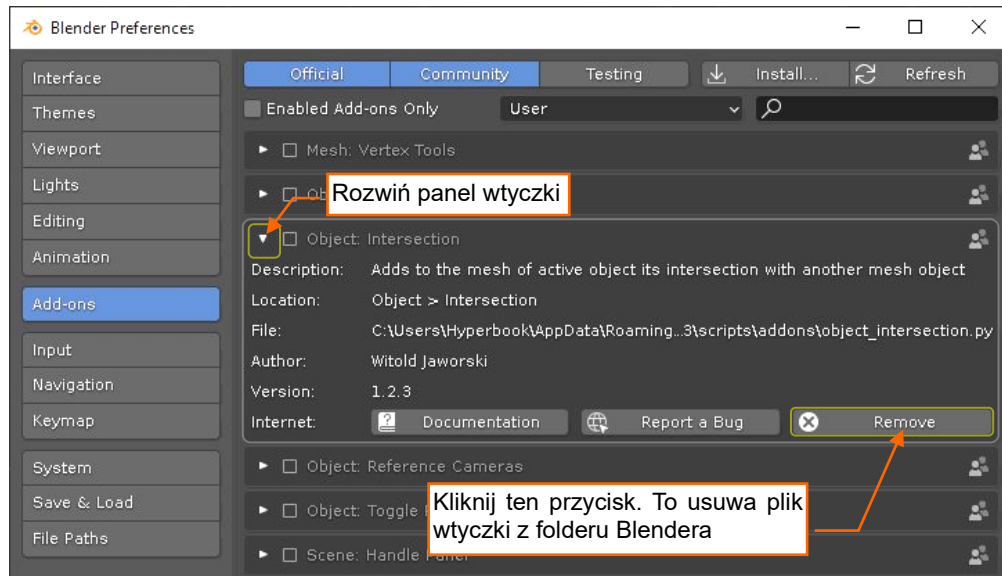 Blender Preferences
Interface
Themes
Viewport
Lights
Editing
Animation
Add-ons
Input
Navigation
Keymap
System
Save & Load
File Paths
Official Community Testing Install... Refresh
Enabled Add-ons Only User
Mesh: Vertex Tools
Rozwiń panel wtyczki
Object: Intersection
Description: Adds to the mesh of active object its intersection with another mesh object
Location: Object > Intersection
File: C:\Users\Hyperbook\AppData\Roaming...3\scripts\addons\object_intersection.py
Author: Witold Jaworski
Version: 1.2.3
Internet: Documentation Report a Bug Remove
Object: Reference Cameras
Object: Toggle
Kliknij ten przycisk. To usuwa plik
wtyczki z folderu Blendera
Scene: Handle Panel